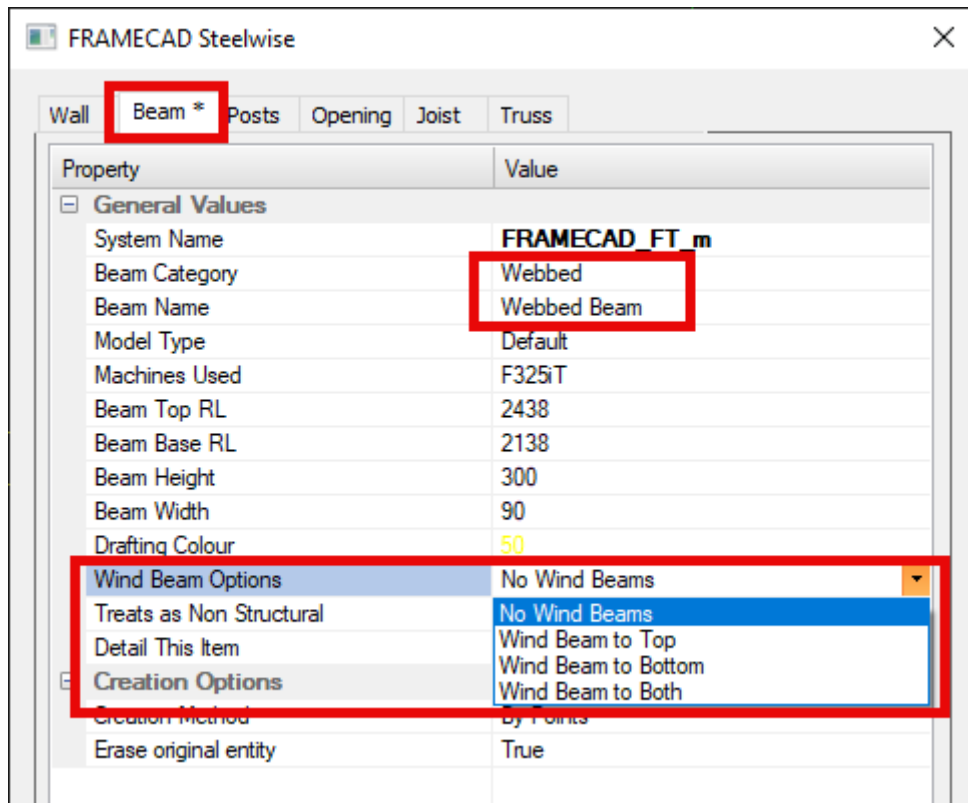 FRAMECAD Steelwise
Wall Beam * Posts Opening Joist Truss
Property Value
General Values
System Name FRAMECAD_FT_m
Beam Category Webbed
Beam Name Webbed Beam
Model Type Default
Machines Used F325iT
Beam Top RL 2438
Beam Base RL 2138
Beam Height 300
Beam Width 90
Drafting Colour 50
Wind Beam Options No Wind Beams
Treats as Non Structural No Wind Beams
Wind Beam to Top
Detail This Item Wind Beam to Bottom
Creation Options Wind Beam to Both
Creation Method By Points
Erase original entity True